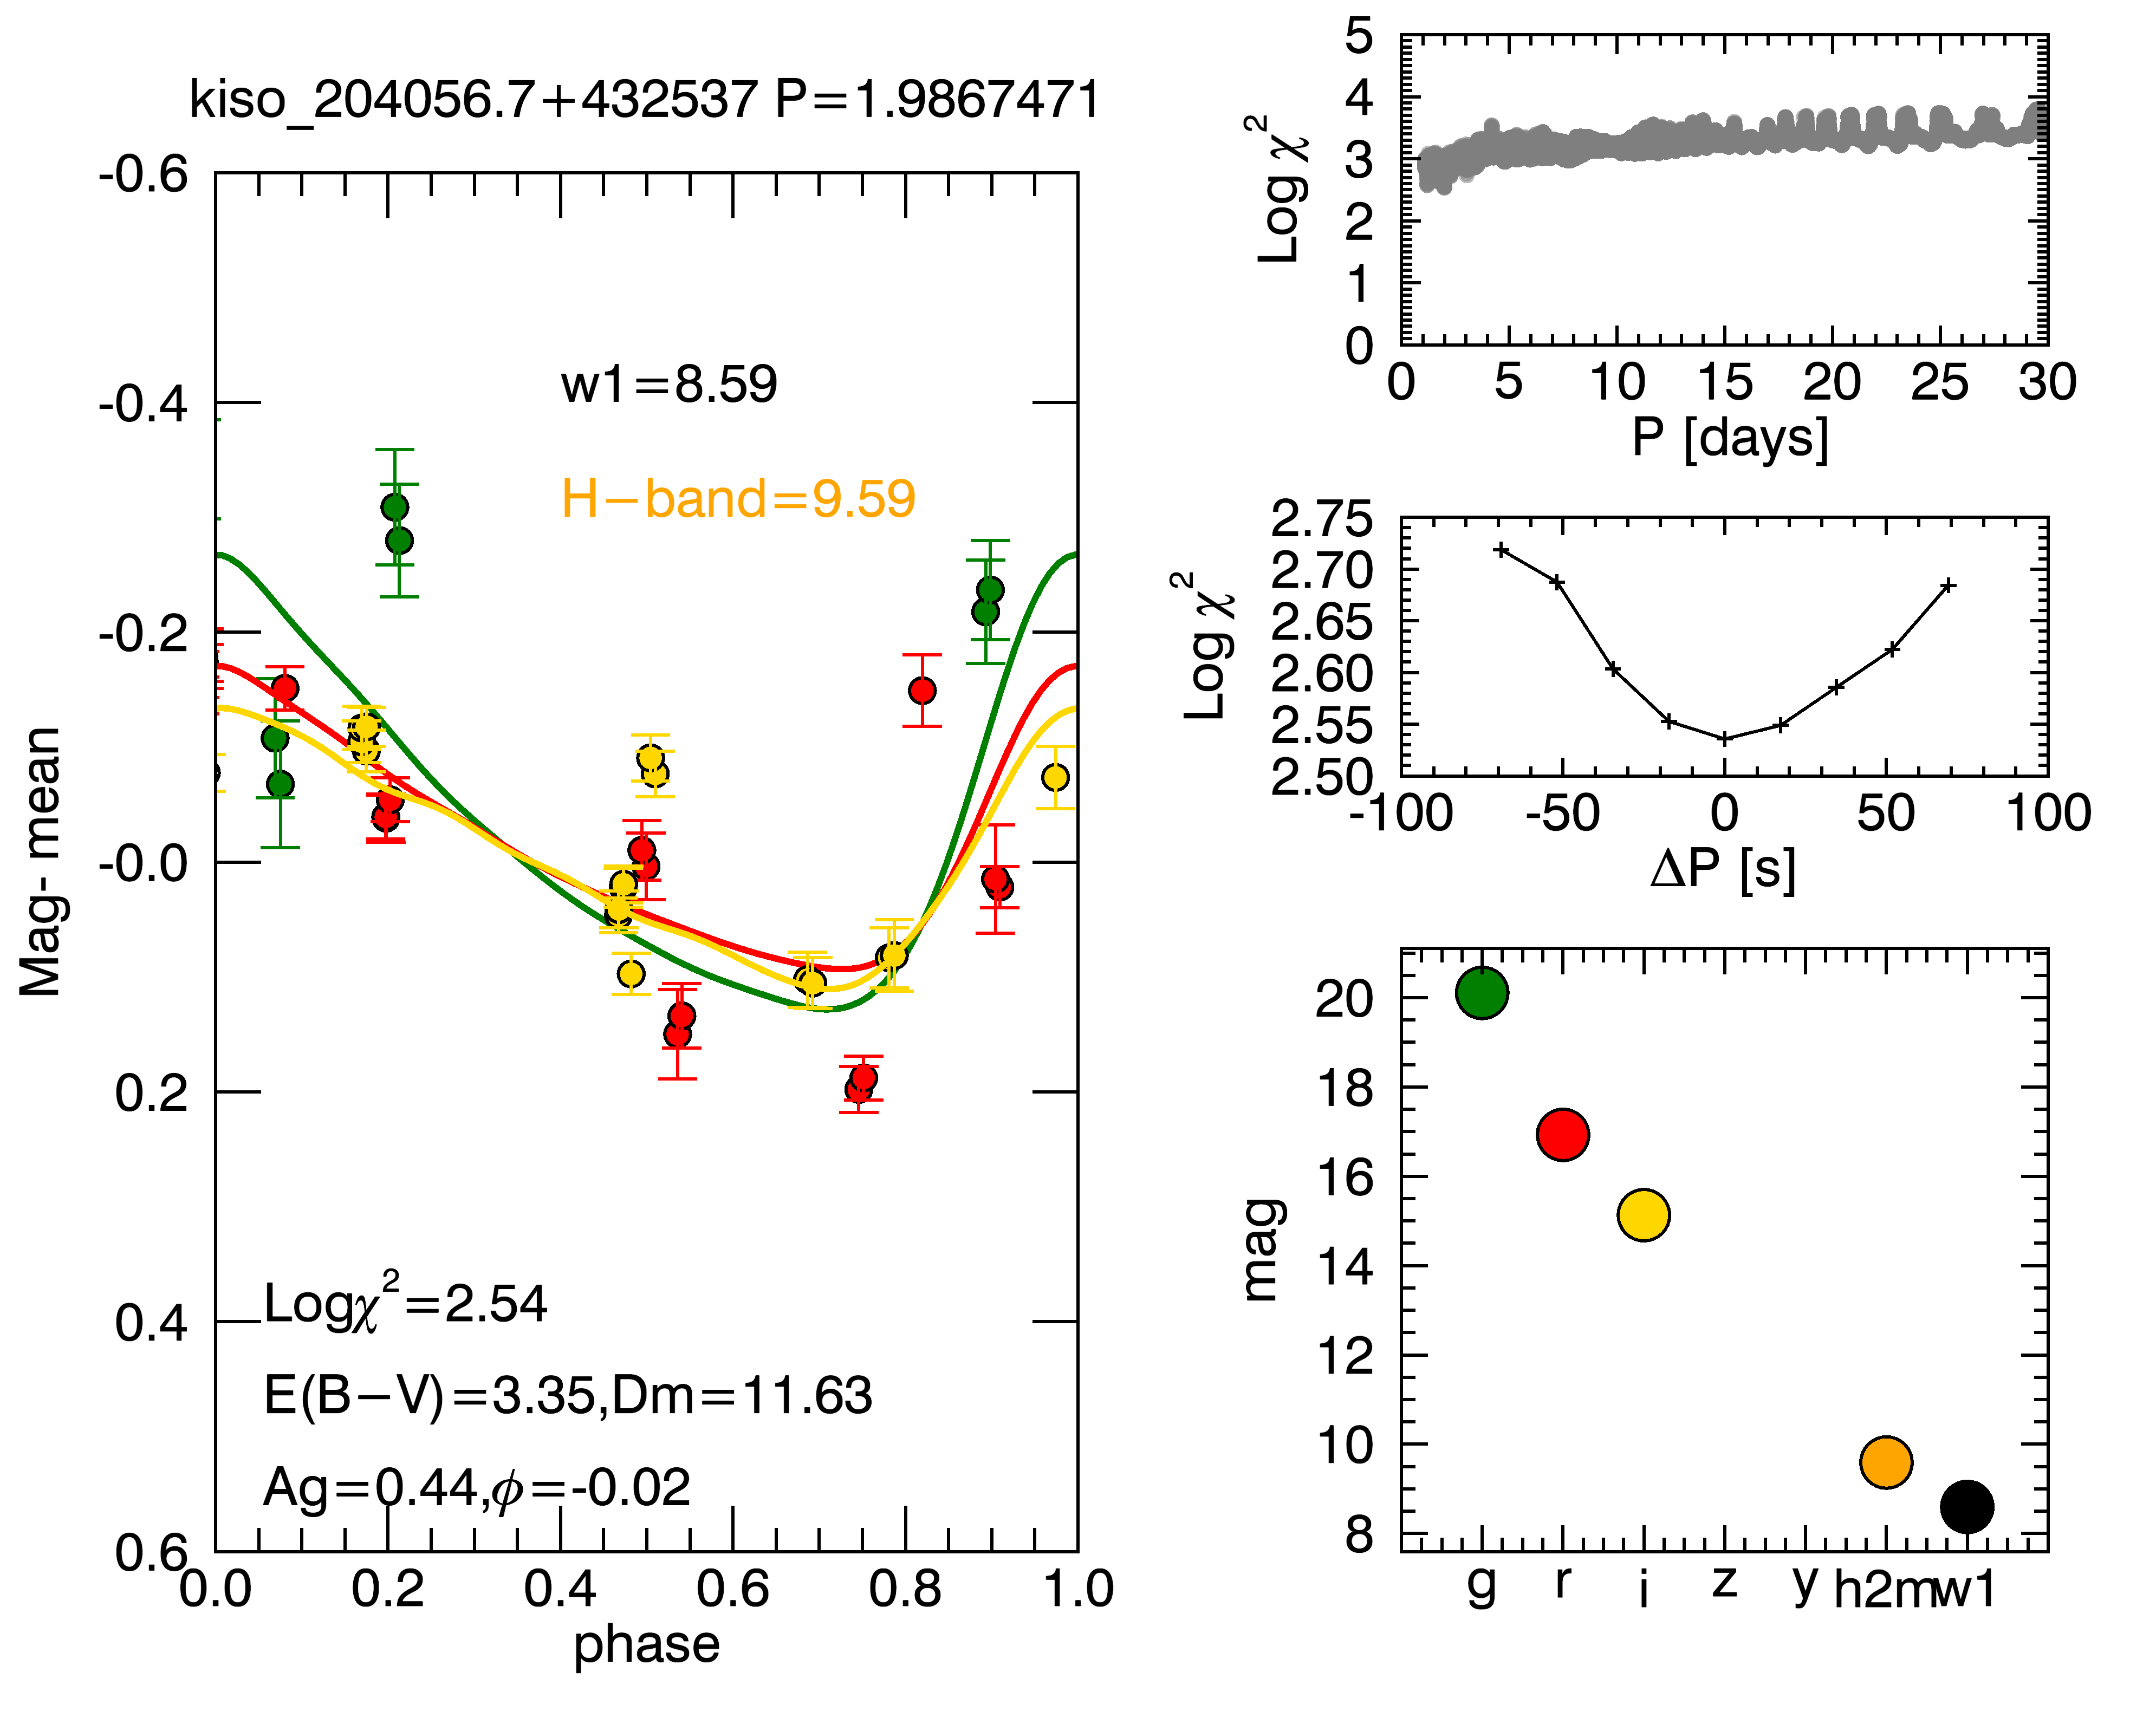 kiso_204056.7+432537 P=1.9867471
-0.6
-0.4
-0.2
-0.0
0.2
0.4
0.6
Mag- mean
w1=8.59
H-band=9.59
Logχ²=2.54
E(B-V)=3.35,Dm=11.63
Ag=0.44,ϕ=-0.02
0.0 0.2 0.4 0.6 0.8 1.0
phase
5
4
3
2
1
0
Log χ²
0 5 10 15 20 25 30
P [days]
2.75
2.70
2.65
2.60
2.55
2.50
Log χ²
-100 -50 0 50 100
ΔP [s]
20
18
16
14
12
10
8
mag
g r i z y h2mw1